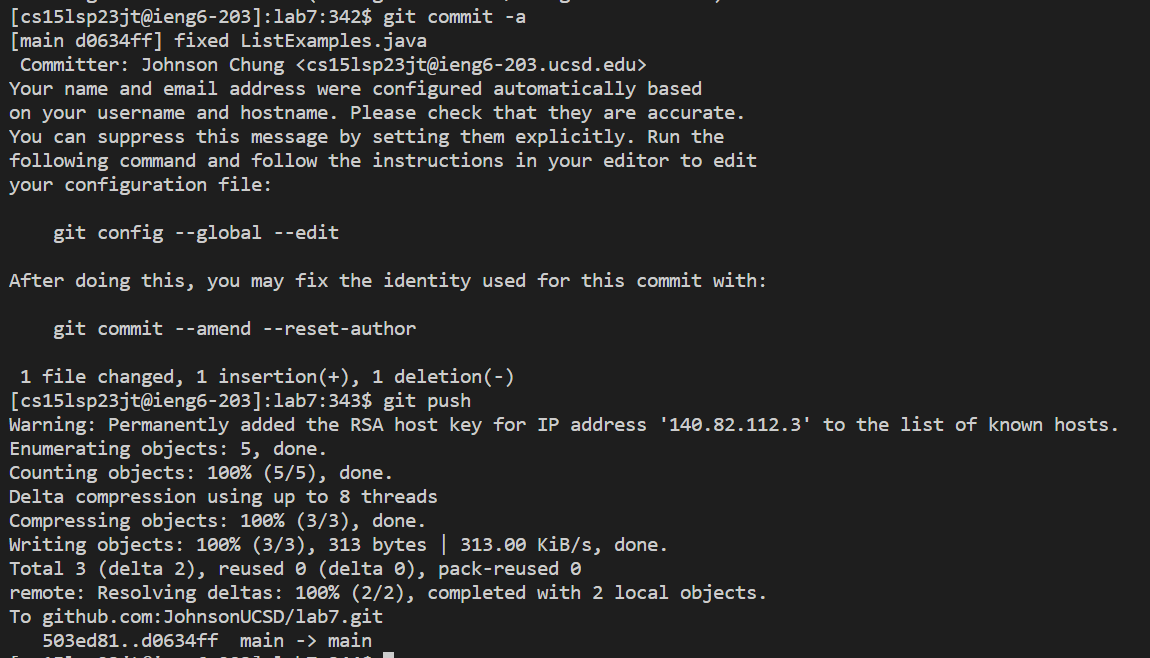 [cs15lsp23jt@ieng6-203]:lab7:342$ git commit -a
[main d0634ff] fixed ListExamples.java
 Committer: Johnson Chung <cs15lsp23jt@ieng6-203.ucsd.edu>
Your name and email address were configured automatically based
on your username and hostname. Please check that they are accurate.
You can suppress this message by setting them explicitly. Run the
following command and follow the instructions in your editor to edit
your configuration file:

    git config --global --edit

After doing this, you may fix the identity used for this commit with:

    git commit --amend --reset-author

 1 file changed, 1 insertion(+), 1 deletion(-)
[cs15lsp23jt@ieng6-203]:lab7:343$ git push
Warning: Permanently added the RSA host key for IP address '140.82.112.3' to the list of known hosts.
Enumerating objects: 5, done.
Counting objects: 100% (5/5), done.
Delta compression using up to 8 threads
Compressing objects: 100% (3/3), done.
Writing objects: 100% (3/3), 313 bytes | 313.00 KiB/s, done.
Total 3 (delta 2), reused 0 (delta 0), pack-reused 0
remote: Resolving deltas: 100% (2/2), completed with 2 local objects.
To github.com:JohnsonUCSD/lab7.git
   503ed81..d0634ff  main -> main